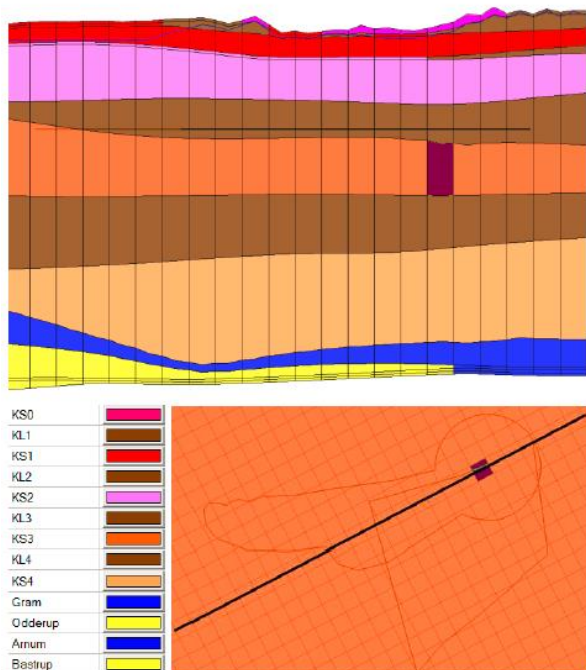 KS0
KL1
KS1
KL2
KS2
KL3
KS3
KL4
KS4
Gram
Odderup
Arnum
Bastrup